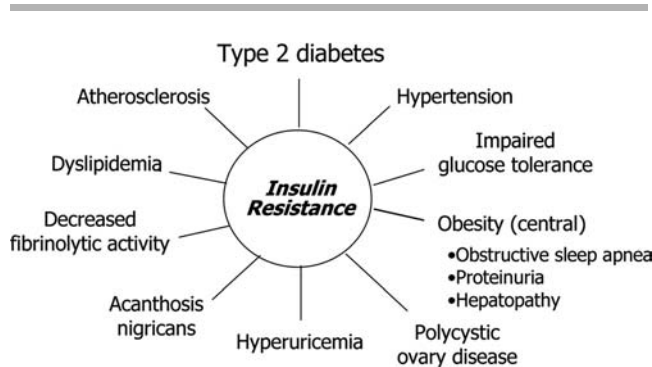 Type 2 diabetes
Atherosclerosis
Hypertension
Impaired
glucose tolerance
Dyslipidemia
Insulin
Resistance
Decreased
fibrinolytic activity
Obesity (central)
•Obstructive sleep apnea
•Proteinuria
•Hepatopathy
Acanthosis
nigricans
Hyperuricemia
Polycystic
ovary disease